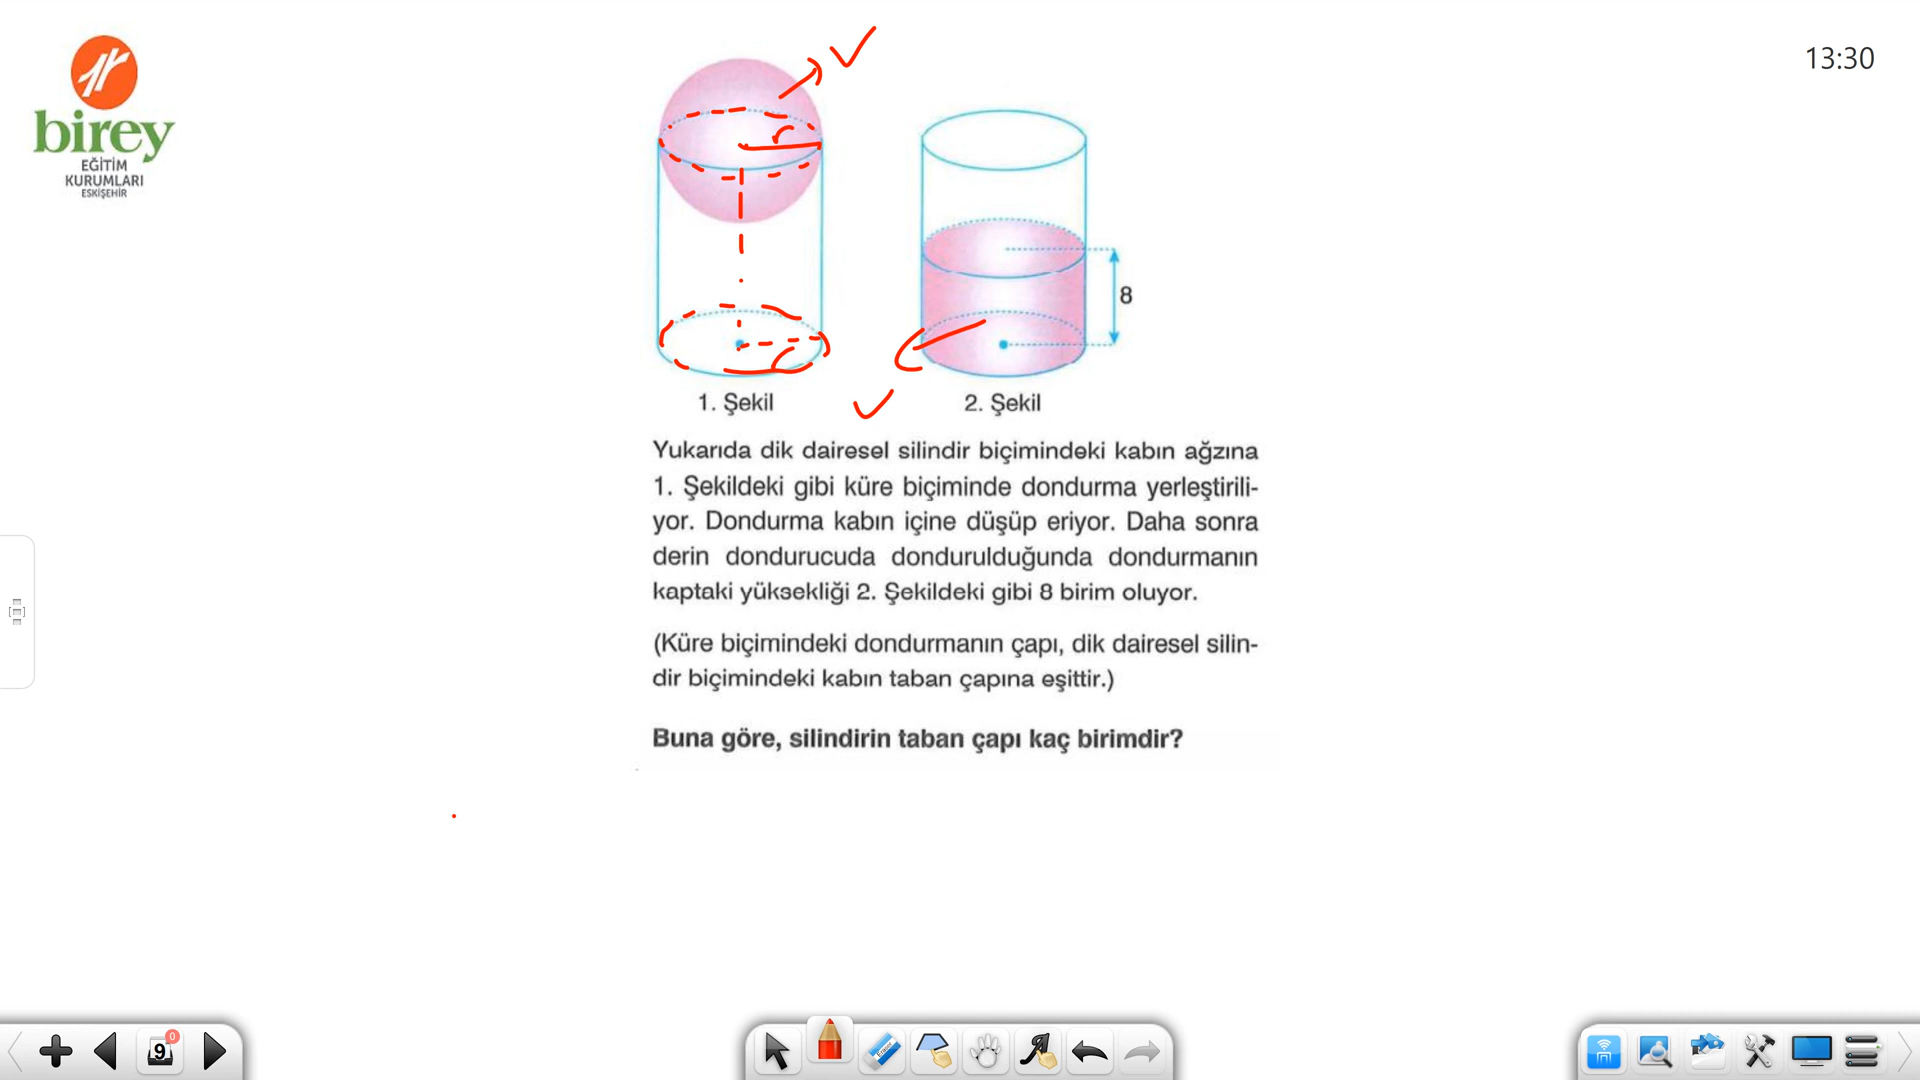 birey
EĞİTİM
KURUMLARI
ESKİŞEHİR
13:30
r
8
1. Şekil
2. Şekil
Yukarıda dik dairesel silindir biçimindeki kabın ağzına
1. Şekildeki gibi küre biçiminde dondurma yerleştirili-
yor. Dondurma kabın içine düşüp eriyor. Daha sonra
derin dondurucuda dondurulduğunda dondurmanın
kaptaki yüksekliği 2. Şekildeki gibi 8 birim oluyor.
(Küre biçimindeki dondurmanın çapı, dik dairesel silin-
dir biçimindeki kabın taban çapına eşittir.)
Buna göre, silindirin taban çapı kaç birimdir?
9
0